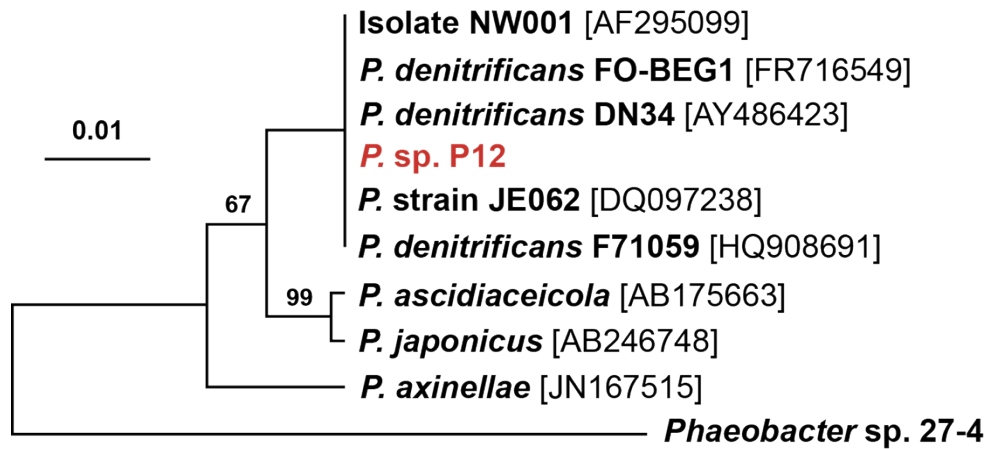 Isolate NW001 [AF295099]
P. denitrificans FO-BEG1 [FR716549]
P. denitrificans DN34 [AY486423]
0.01
P. sp. P12
P. strain JE062 [DQ097238]
67
P. denitrificans F71059 [HQ908691]
99
P. ascidiaceicola [AB175663]
P. japonicus [AB246748]
P. axinellae [JN167515]
Phaeobacter sp. 27-4